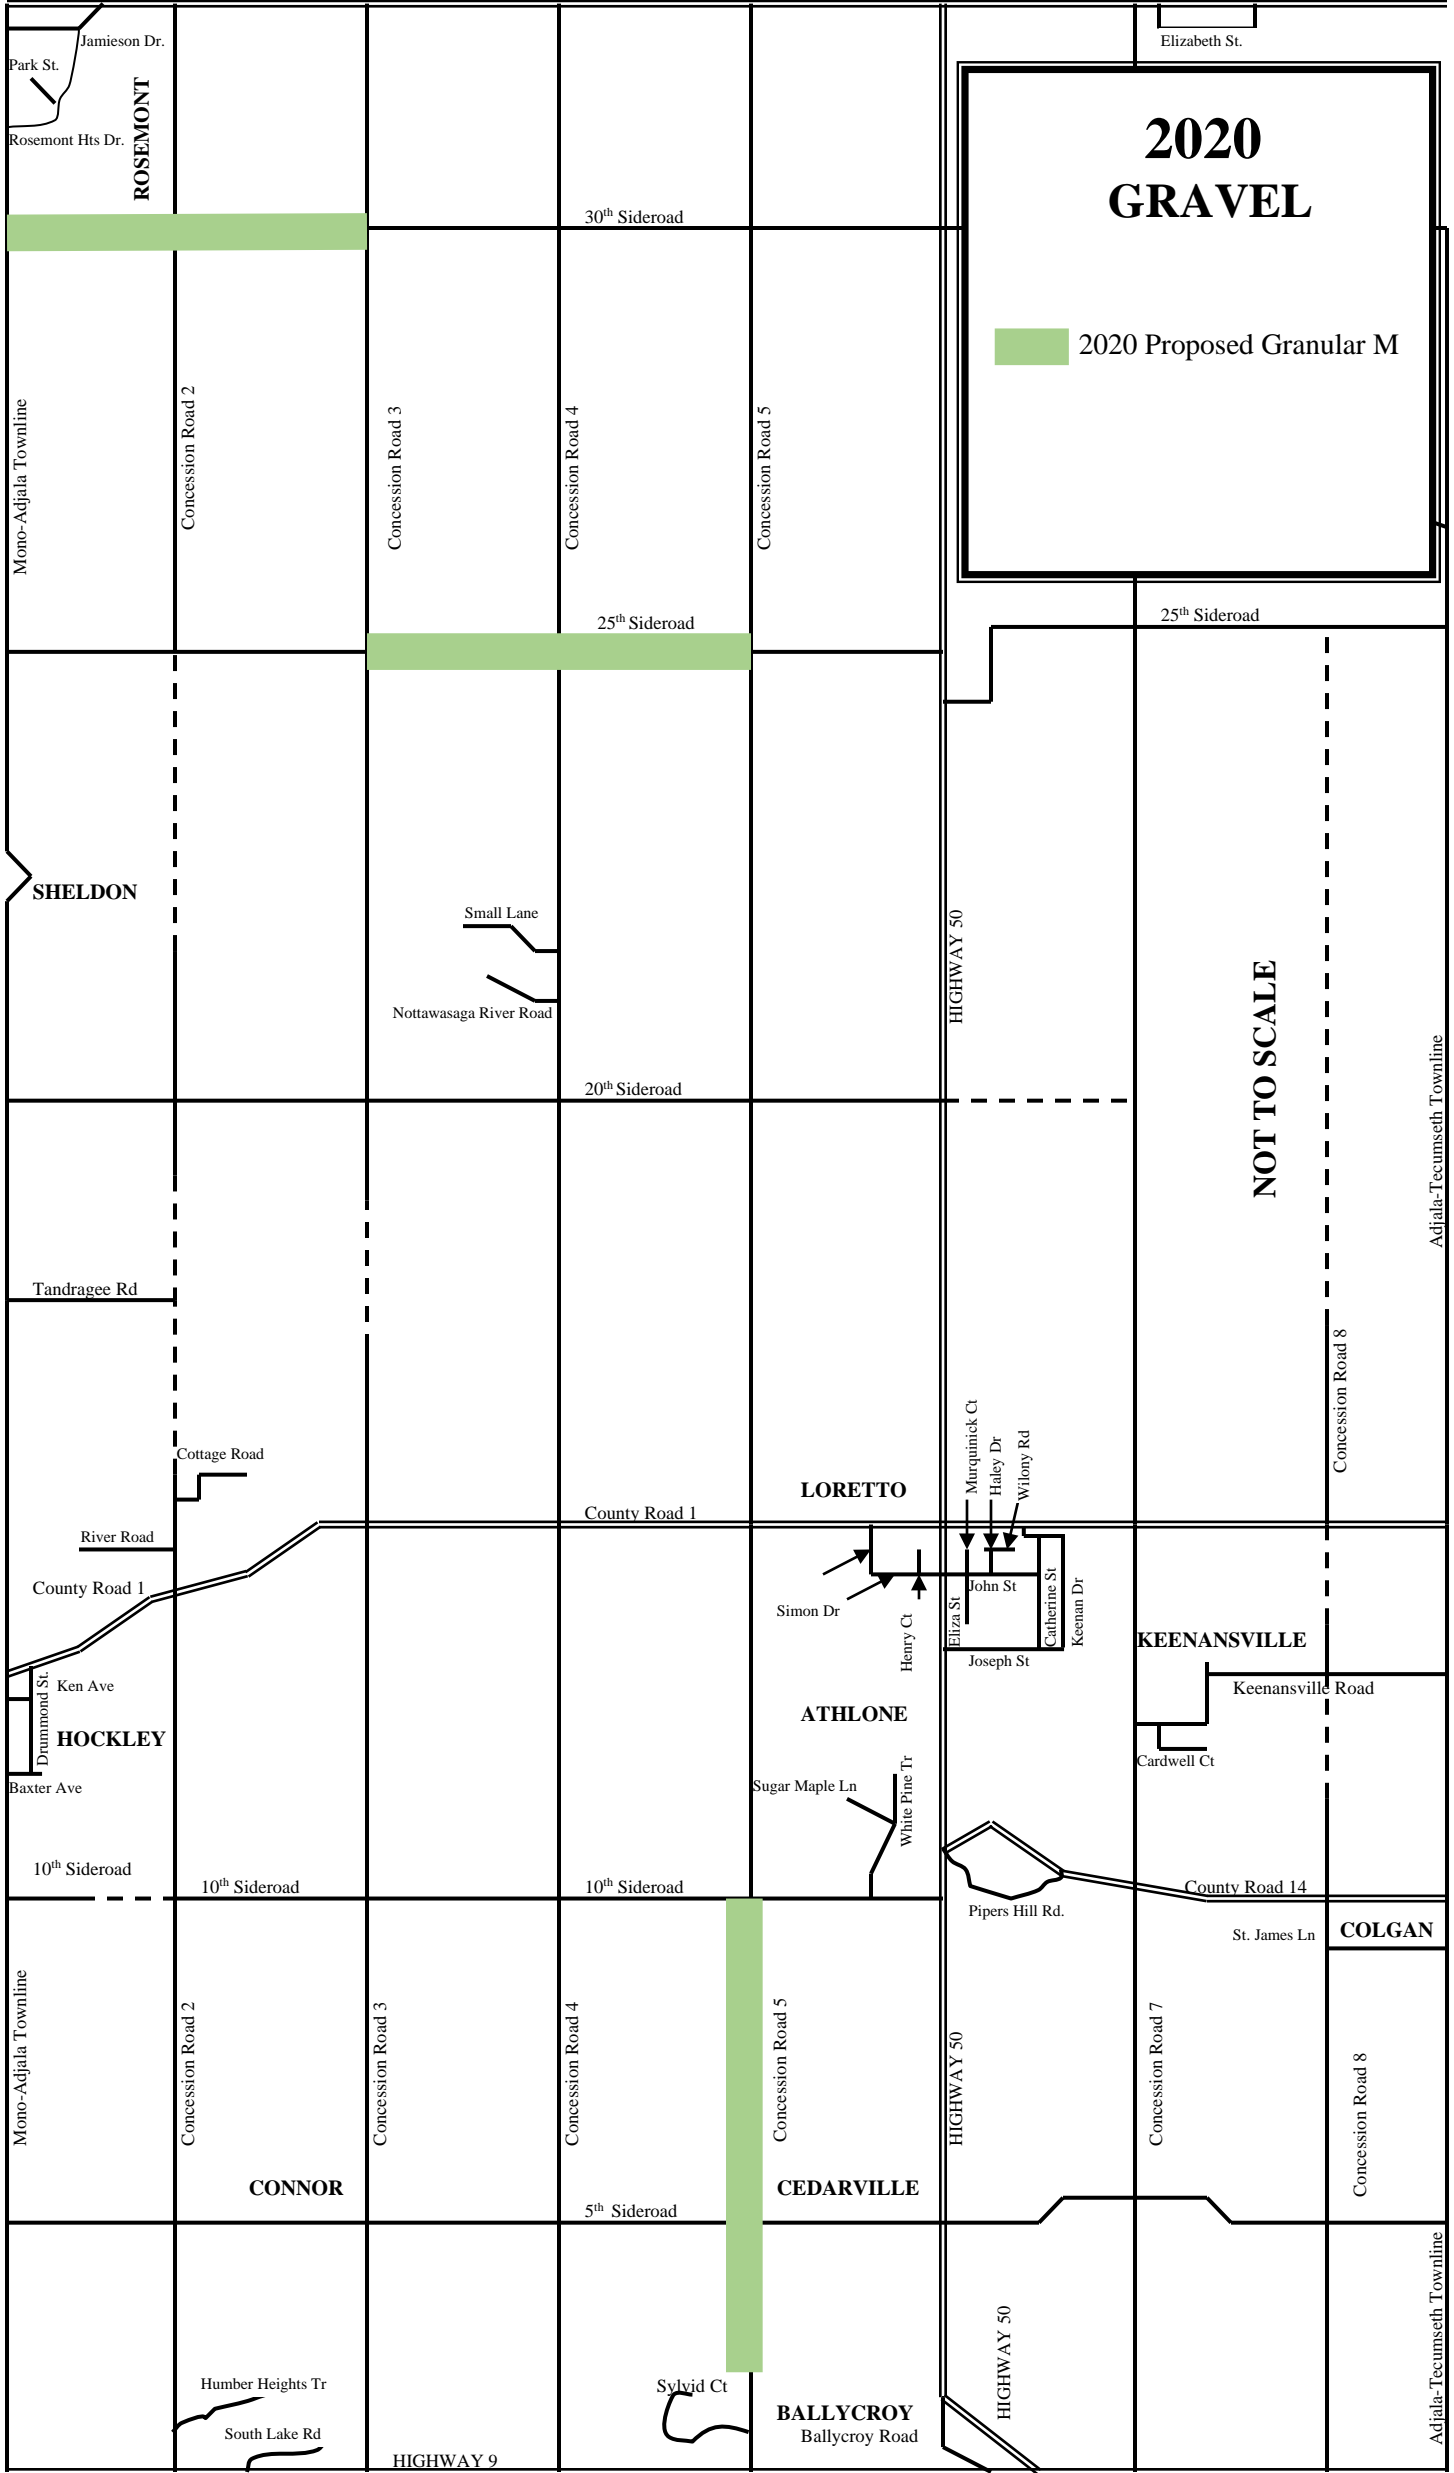 Jamieson Dr.
Elizabeth St.
Park St.
ROSEMONT
Rosemont Hts Dr.
2020
GRAVEL
30th Sideroad
2020 Proposed Granular M
Mono-Adjala Townline
Concession Road 2
Concession Road 3
Concession Road 4
Concession Road 5
25th Sideroad
25th Sideroad
SHELDON
Small Lane
Nottawasaga River Road
HIGHWAY 50
NOT TO SCALE
Adjala-Tecumseth Townline
20th Sideroad
Tandragee Rd
Concession Road 8
Cottage Road
LORETTO
Murquinick Ct
Haley Dr
Wilony Rd
County Road 1
River Road
County Road 1
Simon Dr
Henry Ct
Eliza St
John St
Catherine St
Keenan Dr
Joseph St
KEENANSVILLE
Keenansville Road
Ken Ave
Drummond St.
HOCKLEY
Baxter Ave
ATHLONE
Cardwell Ct
Sugar Maple Ln
White Pine Tr
10th Sideroad
10th Sideroad
10th Sideroad
County Road 14
Pipers Hill Rd.
St. James Ln
COLGAN
Mono-Adjala Townline
Concession Road 2
Concession Road 3
Concession Road 4
Concession Road 5
HIGHWAY 50
Concession Road 7
Concession Road 8
CONNOR
CEDARVILLE
5th Sideroad
Adjala-Tecumseth Townline
HIGHWAY 50
Humber Heights Tr
Sylvid Ct
South Lake Rd
BALLYCROY
Ballycroy Road
HIGHWAY 9